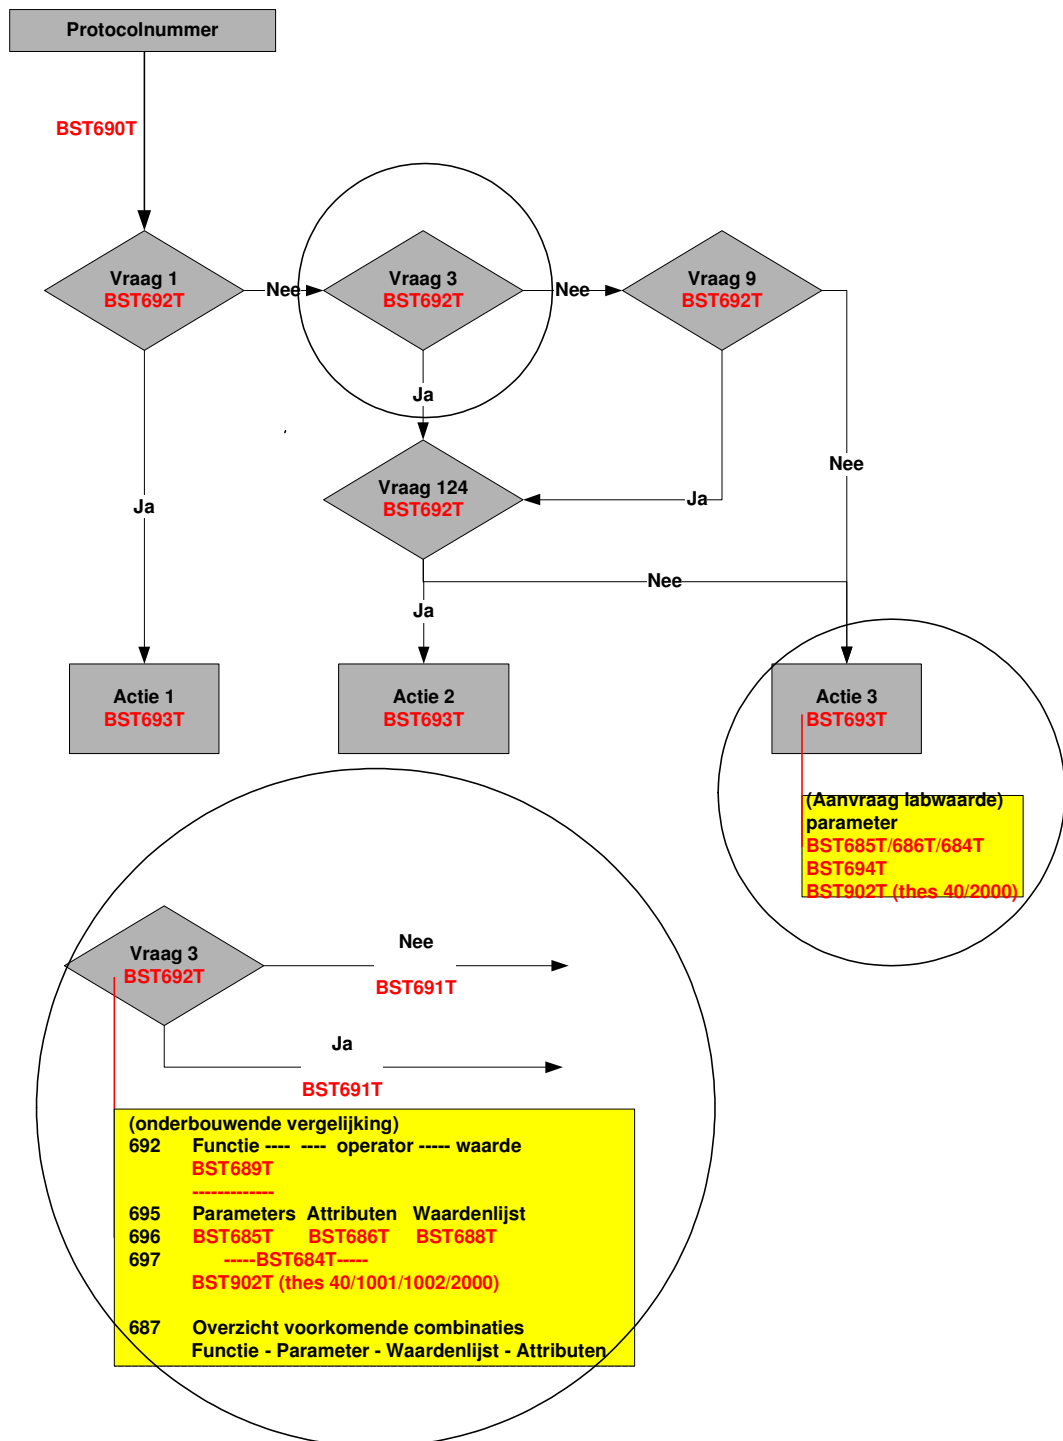 Protocolnummer
BST690T
Vraag 1
BST692T
Nee
Vraag 3
BST692T
Nee
Vraag 9
BST692T
Ja
Nee
Vraag 124
BST692T
Ja
Ja
Nee
Ja
Actie 1
BST693T
Actie 2
BST693T
Actie 3
BST693T
(Aanvraag labwaarde)
parameter
BST685T/686T/684T
BST694T
BST902T (thes 40/2000)
Vraag 3
BST692T
Nee
BST691T
Ja
BST691T
(onderbouwende vergelijking)
692 Functie ---- ---- operator ----- waarde
BST689T
-------------
695 Parameters Attributen Waardenlijst
696 BST685T BST686T BST688T
697 -----BST684T-----
BST902T (thes 40/1001/1002/2000)
687 Overzicht voorkomende combinaties
Functie - Parameter - Waardenlijst - Attributen